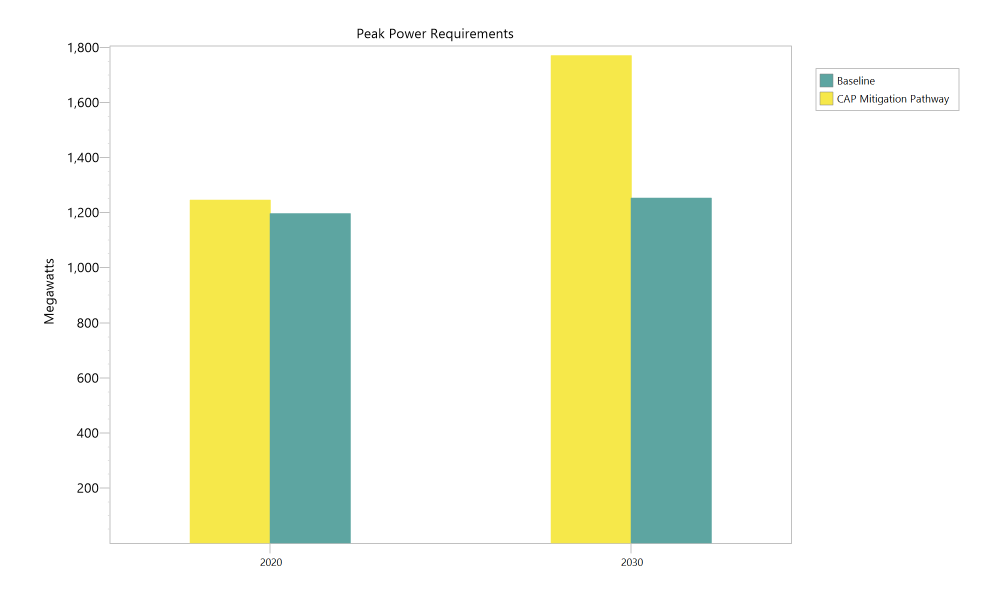 Peak Power Requirements
1,800
1,600
1,400
1,200
1,000
800
600
400
200
Megawatts
2020
2030
Baseline
CAP Mitigation Pathway